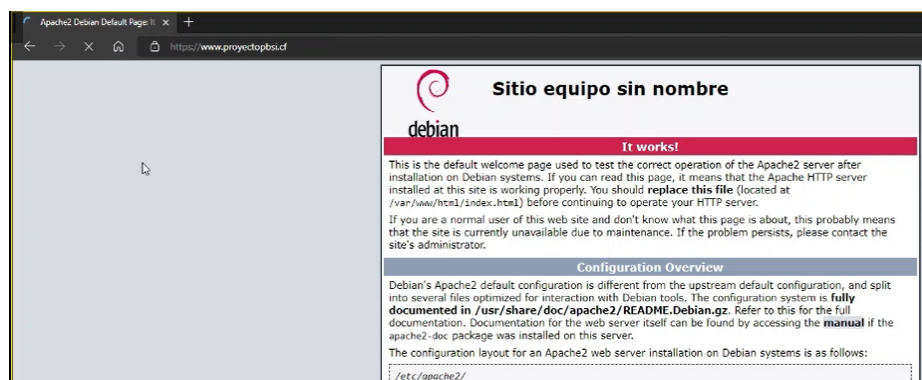 Apache2 Debian Default Page: It
https://www.proyectopbsi.cf
Sitio equipo sin nombre
debian
It works!
This is the default welcome page used to test the correct operation of the Apache2 server after
installation on Debian systems. If you can read this page, it means that the Apache HTTP server
installed at this site is working properly. You should replace this file (located at
/var/www/html/index.html) before continuing to operate your HTTP server.
If you are a normal user of this web site and don't know what this page is about, this probably means
that the site is currently unavailable due to maintenance. If the problem persists, please contact the
site's administrator.
Configuration Overview
Debian's Apache2 default configuration is different from the upstream default configuration, and split
into several files optimized for interaction with Debian tools. The configuration system is fully
documented in /usr/share/doc/apache2/README.Debian.gz. Refer to this for the full
documentation. Documentation for the web server itself can be found by accessing the manual if the
apache2-doc package was installed on this server.
The configuration layout for an Apache2 web server installation on Debian systems is as follows:
/etc/apache2/